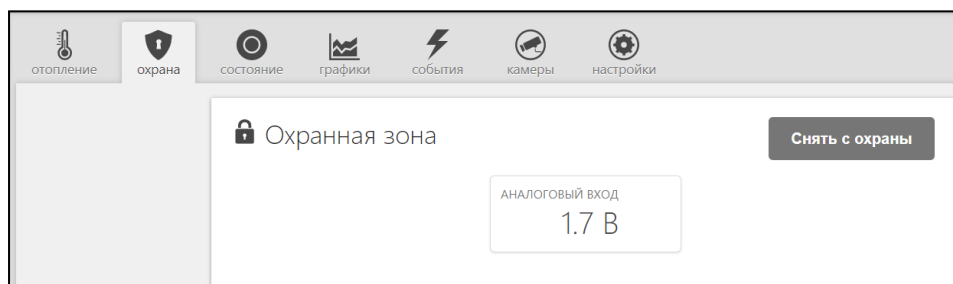 отопление охрана состояние графики события камеры настройки
Охранная зона Снять с охраны
АНАЛОГОВЫЙ ВХОД
1.7 В